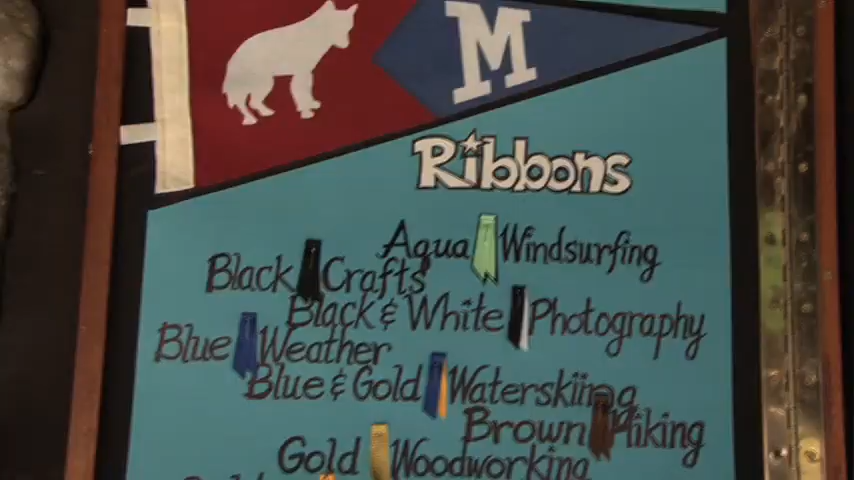 M
Ribbons
Aqua Windsurfing
Black Crafts
Black & White Photography
Blue Weather
Blue & Gold Waterskiing
Brown Hiking
Gold Woodworking